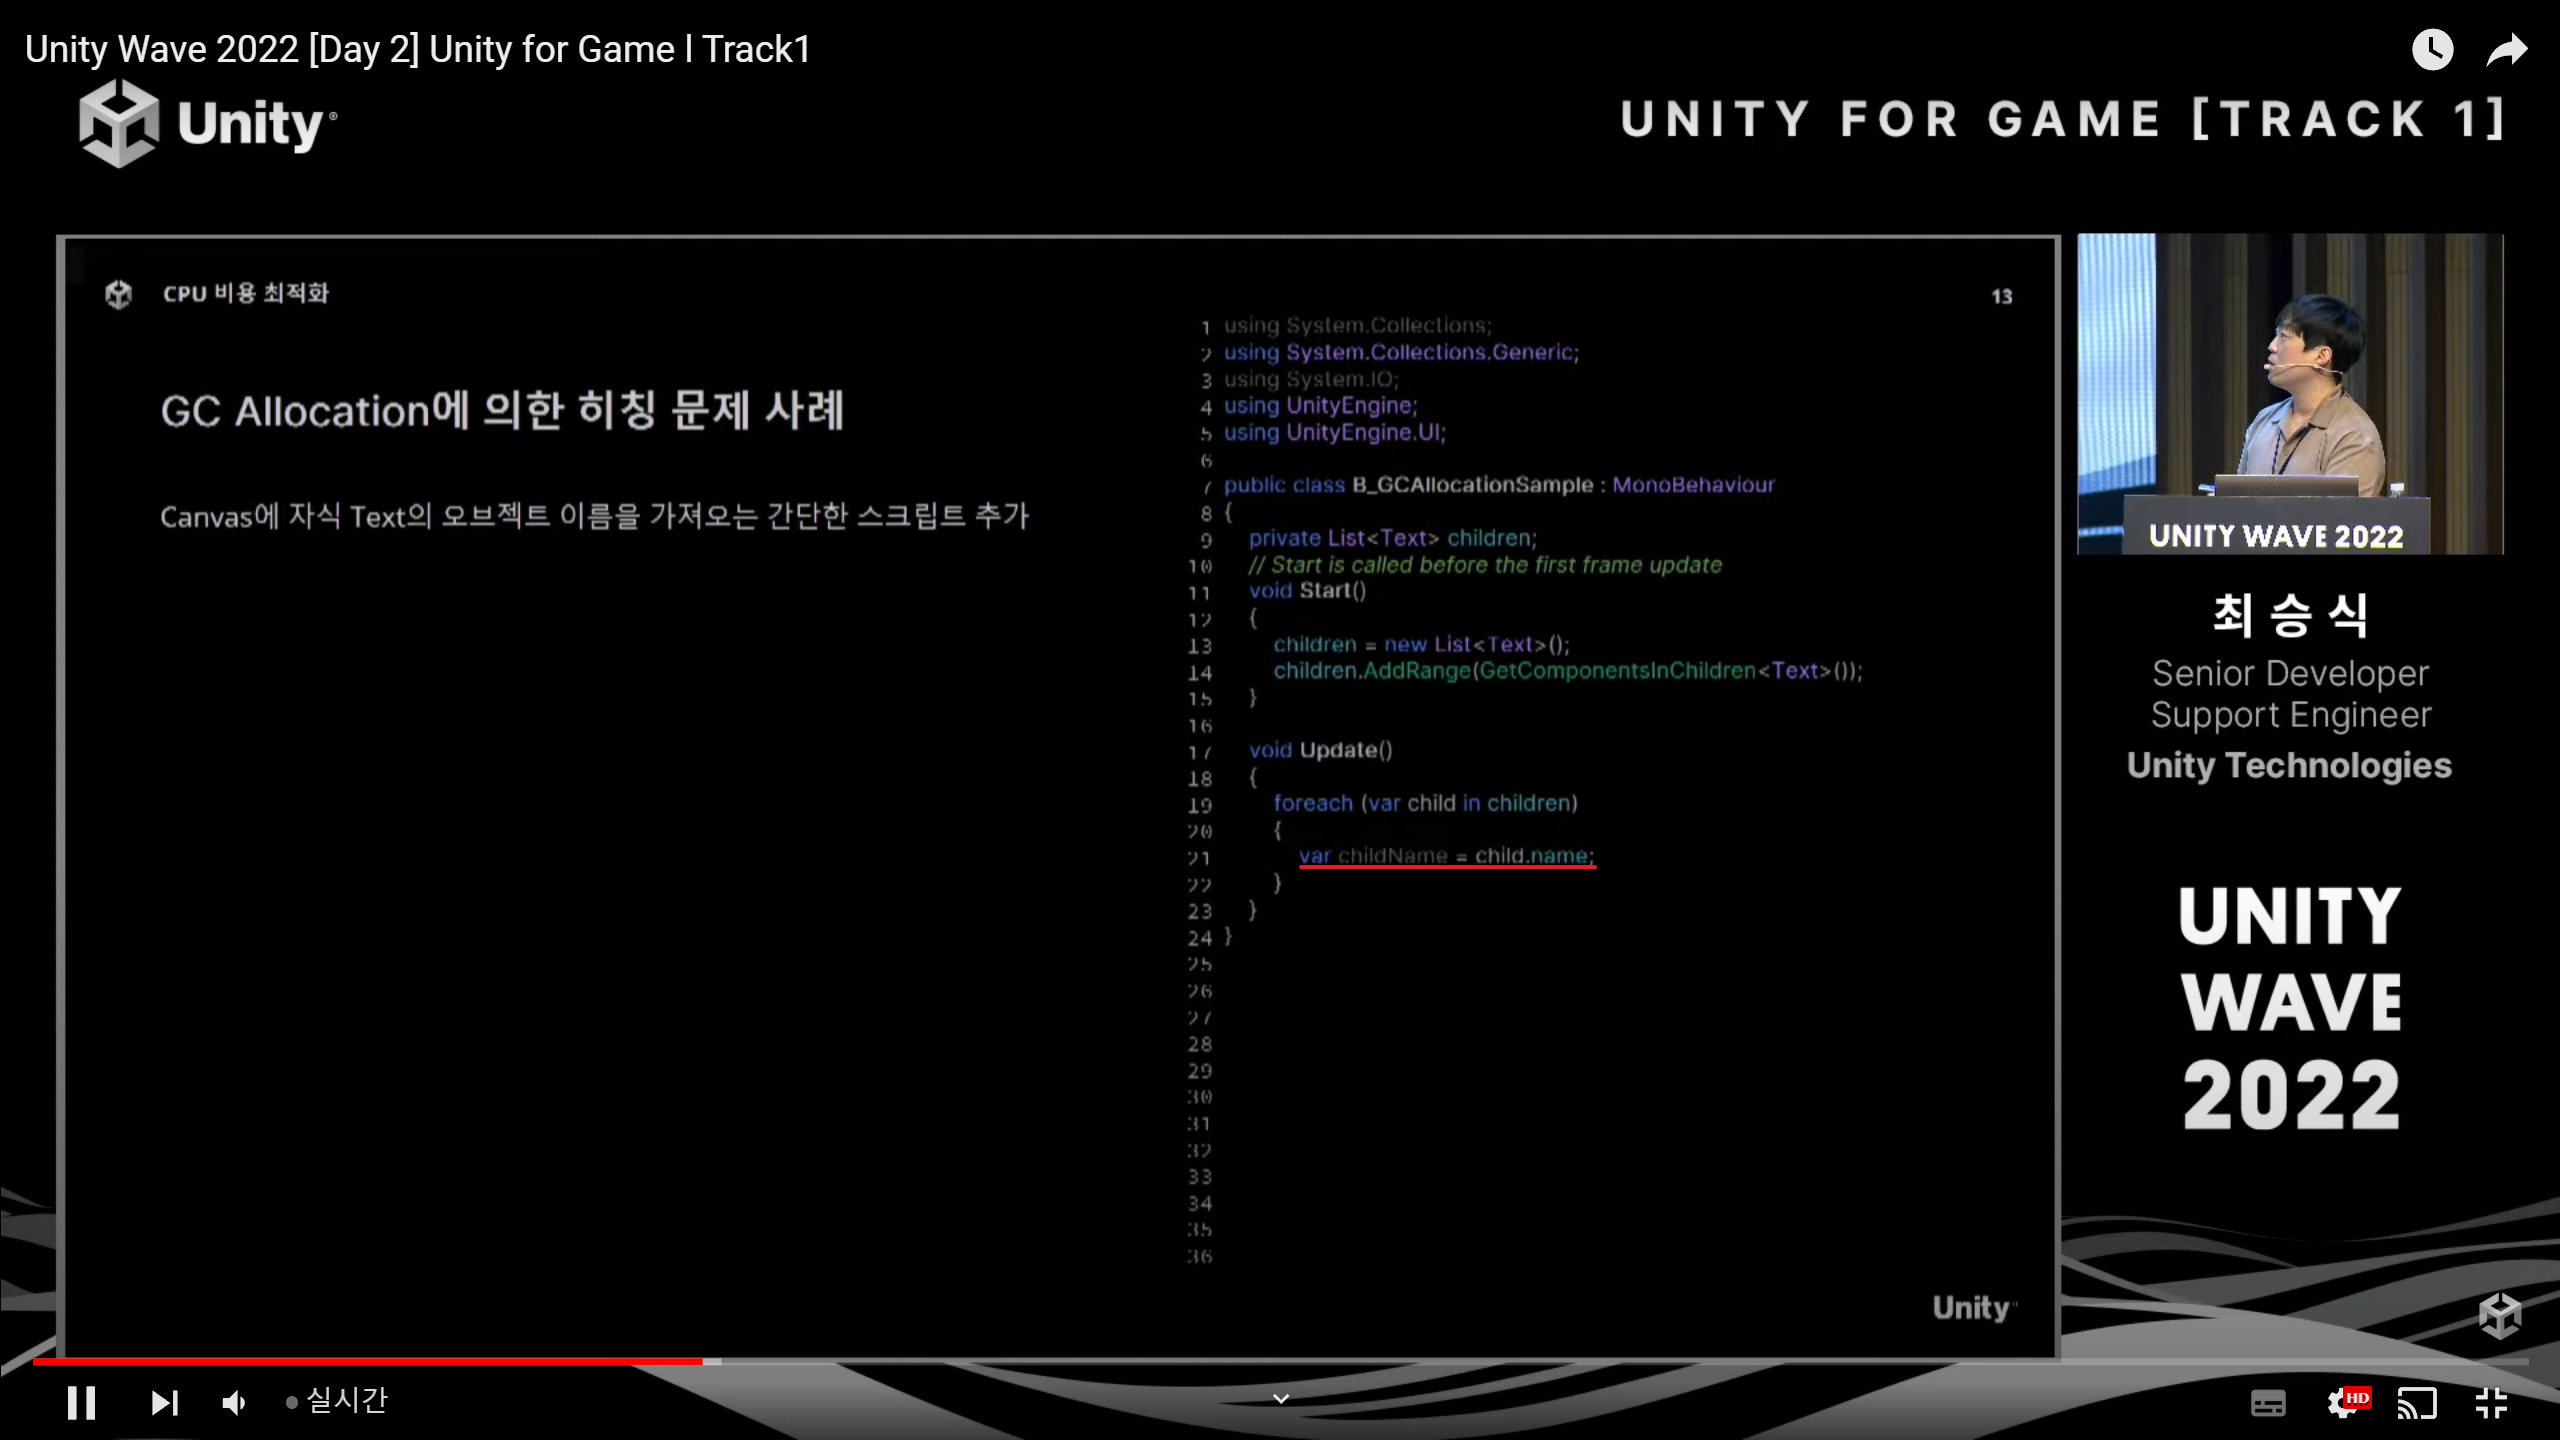 Unity Wave 2022 [Day 2] Unity for Game l Track1
Unity
UNITY FOR GAME [TRACK 1]
CPU 비용 최적화
13
GC Allocation에 의한 히칭 문제 사례
Canvas에 자식 Text의 오브젝트 이름을 가져오는 간단한 스크립트 추가
1 using System.Collections;
2 using System.Collections.Generic;
3 using System.IO;
4 using UnityEngine;
5 using UnityEngine.UI;
6
7 public class B_GCAllocationSample : MonoBehaviour
8 {
9 private List<Text> children;
10 // Start is called before the first frame update
11 void Start()
12 {
13 children = new List<Text>();
14 children.AddRange(GetComponentsInChildren<Text>());
15 }
16
17 void Update()
18 {
19 foreach (var child in children)
20 {
21 var childName = child.name;
22 }
23 }
24 }
25
26
27
28
29
30
31
32
33
34
35
36
Unity
UNITY WAVE 2022
최승식
Senior Developer
Support Engineer
Unity Technologies
UNITY
WAVE
2022
실시간
HD